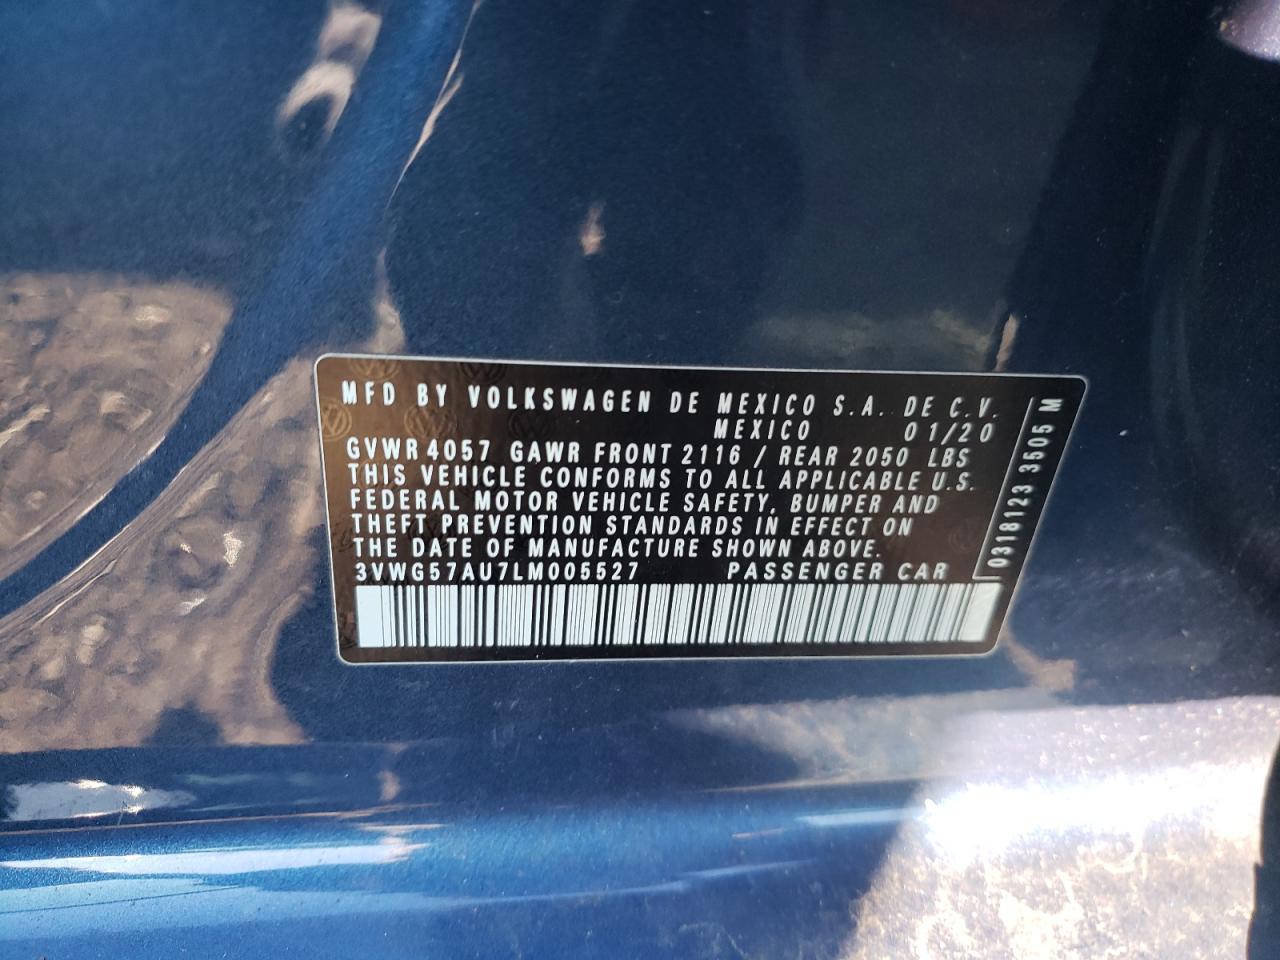 MFD BY VOLKSWAGEN DE MEXICO S.A. DE C.V.
MEXICO 01/20
GVWR 4057 GAWR FRONT 2116 / REAR 2050 LBS
THIS VEHICLE CONFORMS TO ALL APPLICABLE U.S.
FEDERAL MOTOR VEHICLE SAFETY, BUMPER AND
THEFT PREVENTION STANDARDS IN EFFECT ON
THE DATE OF MANUFACTURE SHOWN ABOVE.
3VWG57AU7LM005527 PASSENGER CAR
0318123 3505 M